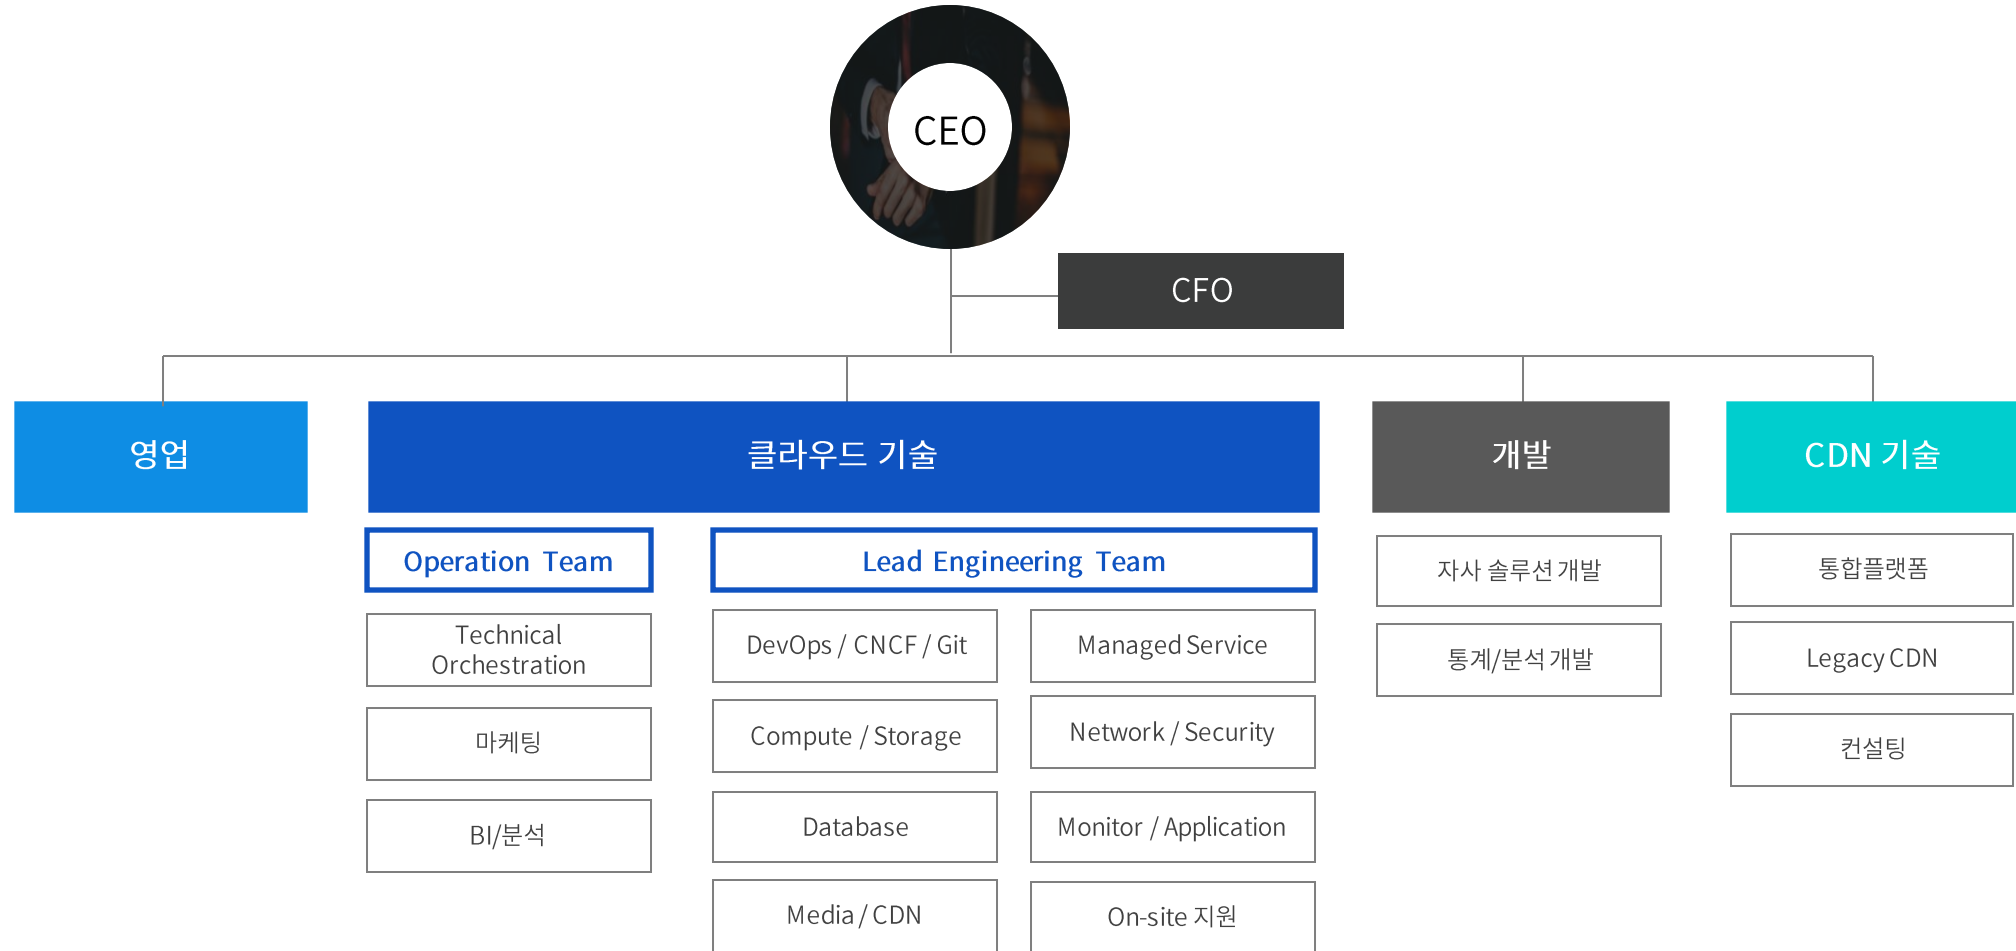 CEO
CFO
영업
클라우드 기술
개발
CDN 기술
Operation Team
Lead Engineering Team
Technical
Orchestration
마케팅
BI/분석
DevOps / CNCF / Git
Managed Service
Compute / Storage
Network / Security
Database
Monitor / Application
Media / CDN
On-site 지원
자사 솔루션 개발
통계/분석 개발
통합플랫폼
Legacy CDN
컨설팅